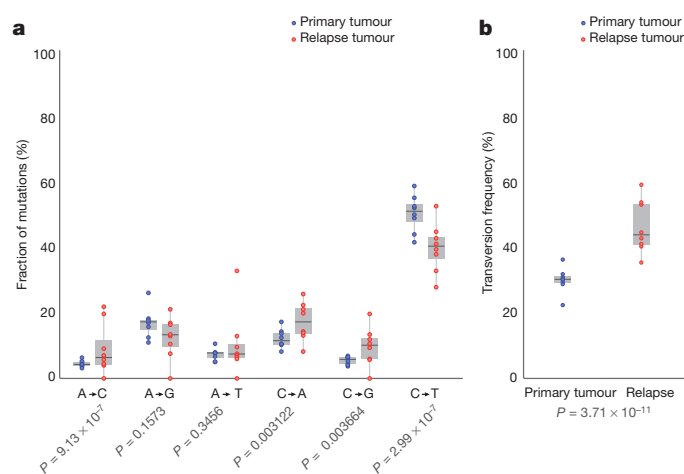 a
Primary tumour
Relapse tumour
Fraction of mutations (%)
100
80
60
40
20
0
A→C
A→G
A→T
C→A
C→G
C→T
P = 9.13 × 10⁻⁷
P = 0.1573
P = 0.3456
P = 0.003122
P = 0.003664
P = 2.99 × 10⁻⁷
b
Primary tumour
Relapse tumour
Transversion frequency (%)
100
80
60
40
20
0
Primary tumour Relapse
P = 3.71 × 10⁻¹¹